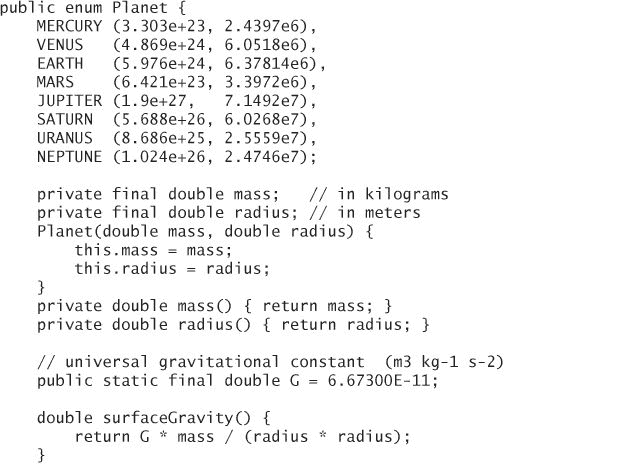 public enum Planet {
    MERCURY (3.303e+23, 2.4397e6),
    VENUS   (4.869e+24, 6.0518e6),
    EARTH   (5.976e+24, 6.37814e6),
    MARS    (6.421e+23, 3.3972e6),
    JUPITER (1.9e+27,   7.1492e7),
    SATURN  (5.688e+26, 6.0268e7),
    URANUS  (8.686e+25, 2.5559e7),
    NEPTUNE (1.024e+26, 2.4746e7);

    private final double mass;   // in kilograms
    private final double radius; // in meters
    Planet(double mass, double radius) {
        this.mass = mass;
        this.radius = radius;
    }
    private double mass() { return mass; }
    private double radius() { return radius; }

    // universal gravitational constant  (m3 kg-1 s-2)
    public static final double G = 6.67300E-11;

    double surfaceGravity() {
        return G * mass / (radius * radius);
    }